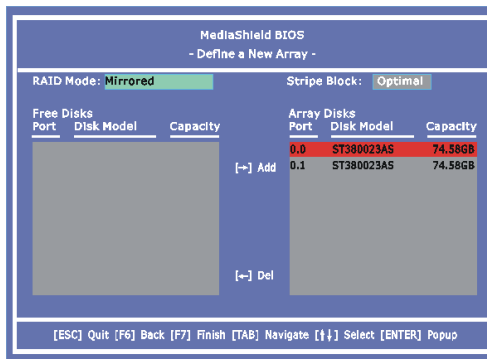 MediaShield BIOS
- Define a New Array -
RAID Mode: Mirrored Stripe Block: Optimal
Free Disks Array Disks
Port Disk Model Capacity Port Disk Model Capacity
0.0 ST380023AS 74.58GB
[→] Add 0.1 ST380023AS 74.58GB
[←] Del
[ESC] Quit [F6] Back [F7] Finish [TAB] Navigate [↑↓] Select [ENTER] Popup